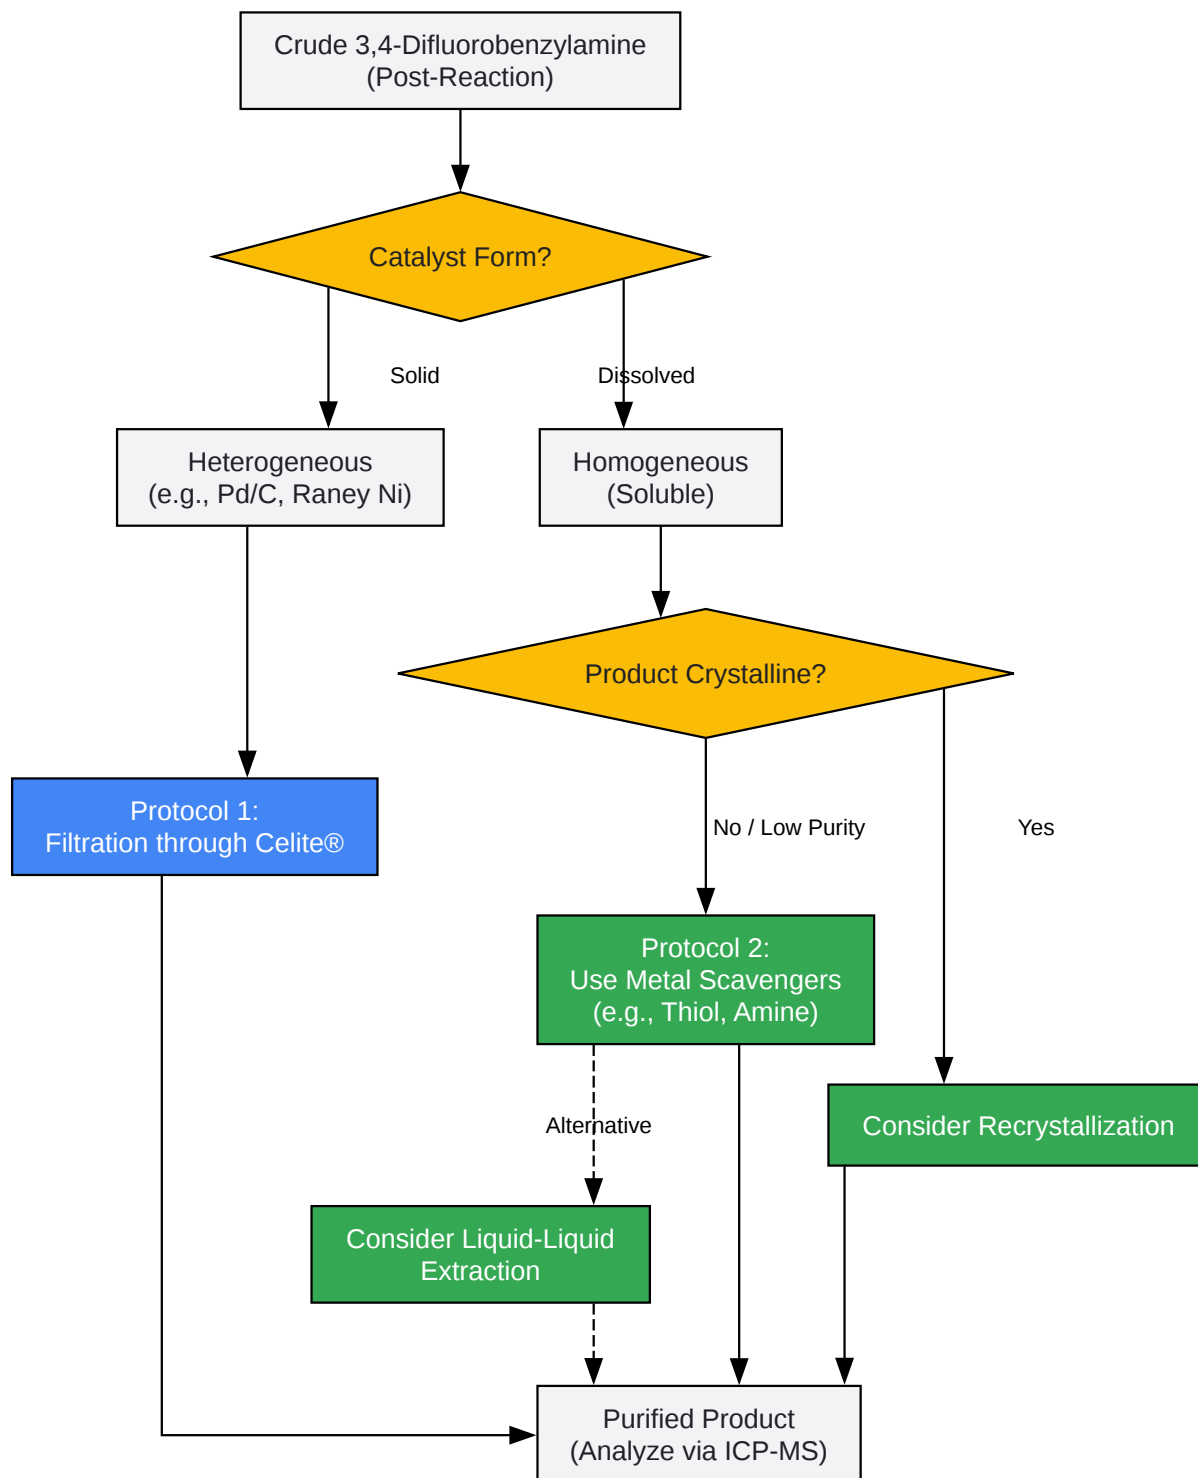 Crude 3,4-Difluorobenzylamine
(Post-Reaction)
Catalyst Form?
Solid
Dissolved
Heterogeneous
(e.g., Pd/C, Raney Ni)
Homogeneous
(Soluble)
Product Crystalline?
Protocol 1:
Filtration through Celite®
No / Low Purity
Yes
Protocol 2:
Use Metal Scavengers
(e.g., Thiol, Amine)
Alternative
Consider Recrystallization
Consider Liquid-Liquid
Extraction
Purified Product
(Analyze via ICP-MS)